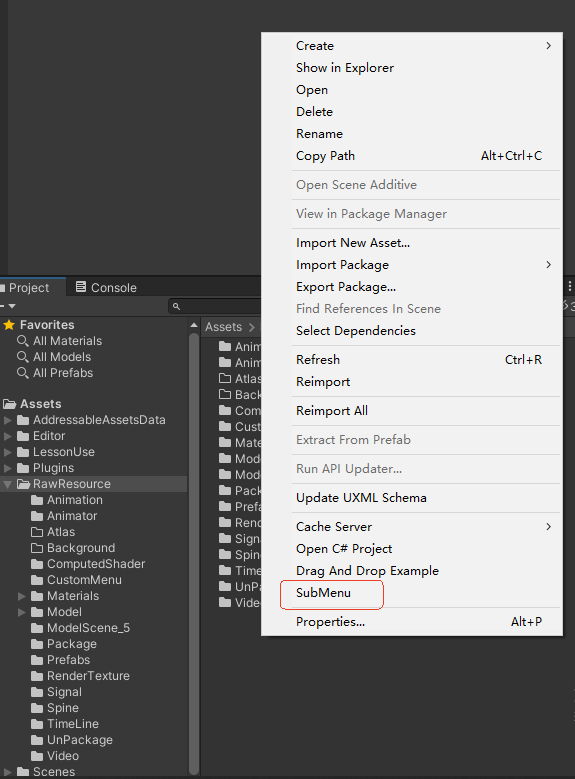 Create
Show in Explorer
Open
Delete
Rename
Copy Path Alt+Ctrl+C
Open Scene Additive
View in Package Manager
Import New Asset...
Import Package
Export Package...
Find References In Scene
Select Dependencies
Refresh Ctrl+R
Reimport
Reimport All
Extract From Prefab
Run API Updater...
Update UXML Schema
Cache Server
Open C# Project
Drag And Drop Example
SubMenu
Properties... Alt+P
Project Console
Favorites
All Materials
All Models
All Prefabs
Assets
AddressableAssetsData
Editor
LessonUse
Plugins
RawResource
Animation
Animator
Atlas
Background
ComputedShader
CustomMenu
Materials
Model
ModelScene_5
Package
Prefabs
RenderTexture
Signal
Spine
TimeLine
UnPackage
Video
Scenes
Assets >
Anim
Anim
Atlas
Back
Com
Cust
Mate
Mod
Mod
Pack
Prefa
Rend
Signa
Spin
Time
UnPa
Vide